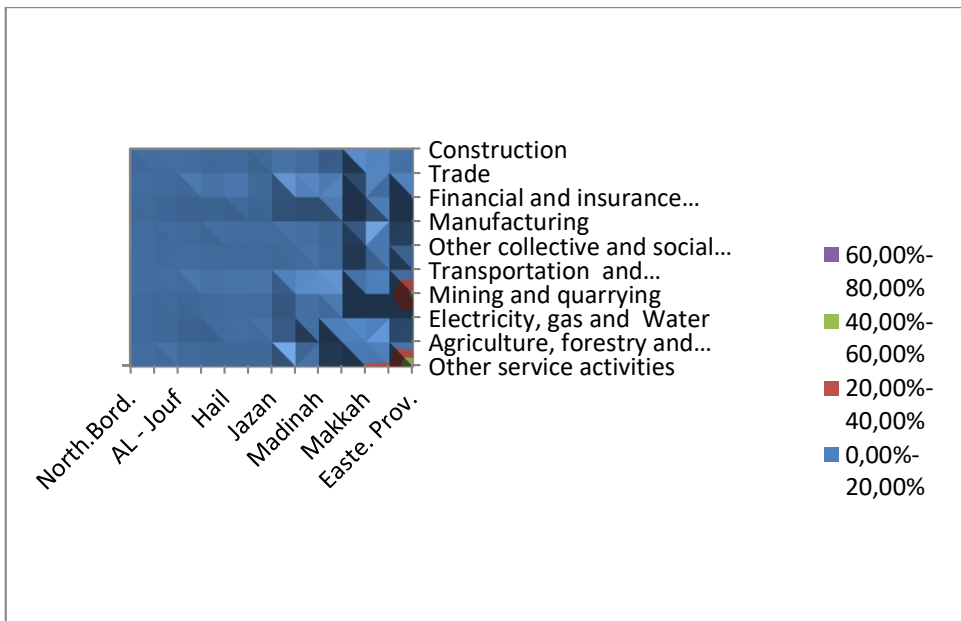 Construction
Trade
Financial and insurance...
Manufacturing
Other collective and social...
Transportation  and...
Mining and quarrying
Electricity, gas and  Water
Agriculture, forestry and...
Other service activities
North.Bord.
AL - Jouf
Hail
Jazan
Madinah
Makkah
Easte. Prov.
60,00%-
80,00%
40,00%-
60,00%
20,00%-
40,00%
0,00%-
20,00%